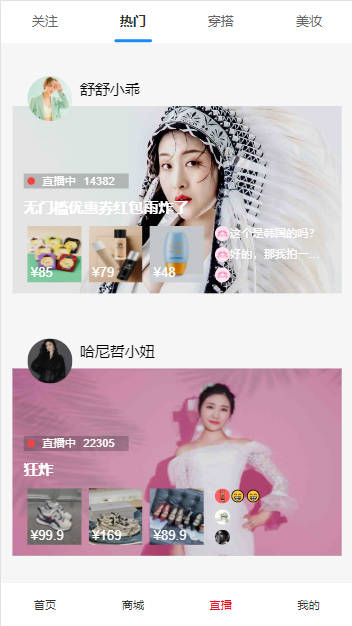 关注 热门 穿搭 美妆
舒舒小乖
直播中 14382
无门槛优惠券红包雨炸了
¥85 ¥79 ¥48
这个是韩国的吗?
好的，那我拍一...
哈尼哲小妞
直播中 22305
狂炸
¥99.9 ¥169 ¥89.9
首页 商城 直播 我的